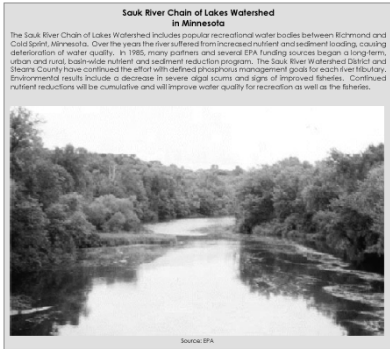 Sauk River Chain of Lakes Watershed
in Minnesota
The Sauk River Chain of Lakes Watershed includes popular recreational water bodies between Richmond and
Cold Spring, Minnesota. Over the years the river suffered from increased nutrient and sediment loading, causing
deterioration of water quality. In 1985, many partners and several EPA funding sources began a long-term,
urban and rural, basin-wide nutrient and sediment reduction program. The Sauk River Watershed District and
Stearns County have continued the effort with defined phosphorus management goals for each river tributary.
Environmental results include a decrease in severe algal scums and signs of improved fisheries. Continued
nutrient reductions will be cumulative and will improve water quality for recreation as well as the fisheries.
Source: EPA